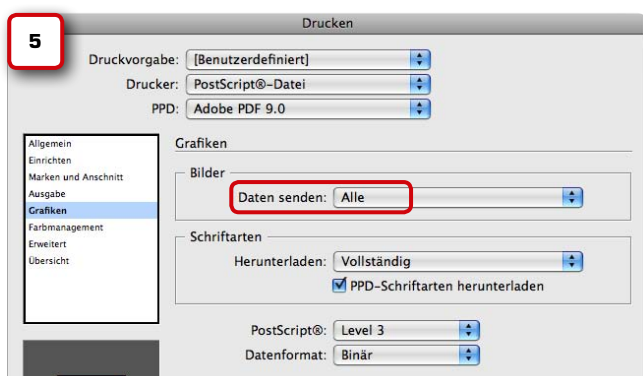 Drucken
5
Druckvorgabe: [Benutzerdefiniert]
Drucker: PostScript®-Datei
PPD: Adobe PDF 9.0
Allgemein
Einrichten
Marken und Anschnitt
Ausgabe
Grafiken
Farbmanagement
Erweitert
Übersicht
Grafiken
Bilder
Daten senden: Alle
Schriftarten
Herunterladen: Vollständig
PPD-Schriftarten herunterladen
PostScript®: Level 3
Datenformat: Binär